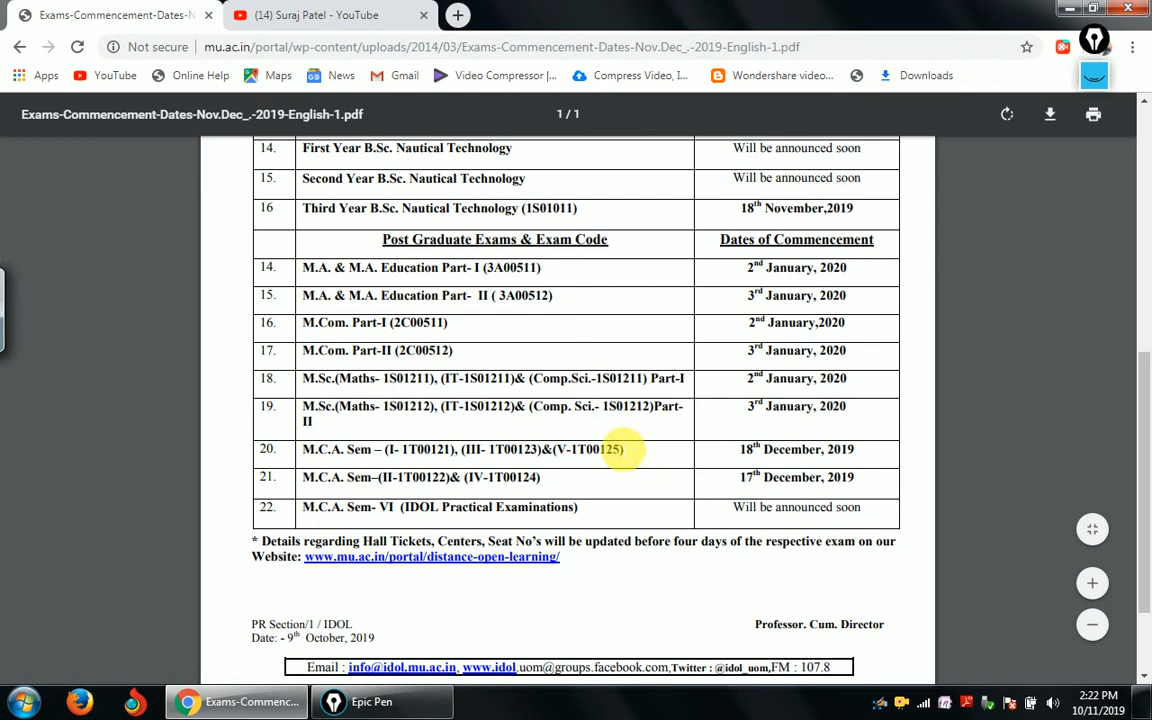 Exams-Commencement-Dates-N
(14) Suraj Patel - YouTube
Not secure | mu.ac.in/portal/wp-content/uploads/2014/03/Exams-Commencement-Dates-Nov.Dec_.-2019-English-1.pdf
Apps YouTube Online Help Maps News Gmail Video Compressor |... Compress Video, I... Wondershare video... Downloads
Exams-Commencement-Dates-Nov.Dec_.-2019-English-1.pdf 1 / 1
14. First Year B.Sc. Nautical Technology Will be announced soon
15. Second Year B.Sc. Nautical Technology Will be announced soon
16 Third Year B.Sc. Nautical Technology (1S01011) 18th November,2019
Post Graduate Exams & Exam Code Dates of Commencement
14. M.A. & M.A. Education Part- I (3A00511) 2nd January, 2020
15. M.A. & M.A. Education Part- II ( 3A00512) 3rd January, 2020
16. M.Com. Part-I (2C00511) 2nd January,2020
17. M.Com. Part-II (2C00512) 3rd January, 2020
18. M.Sc.(Maths- 1S01211), (IT-1S01211)& (Comp.Sci.-1S01211) Part-I 2nd January, 2020
19. M.Sc.(Maths- 1S01212), (IT-1S01212)& (Comp. Sci.- 1S01212)Part- 3rd January, 2020
II
20. M.C.A. Sem – (I- 1T00121), (III- 1T00123)&(V-1T00125) 18th December, 2019
21. M.C.A. Sem–(II-1T00122)& (IV-1T00124) 17th December, 2019
22. M.C.A. Sem- VI (IDOL Practical Examinations) Will be announced soon
* Details regarding Hall Tickets, Centers, Seat No's will be updated before four days of the respective exam on our
Website: www.mu.ac.in/portal/distance-open-learning/
PR Section/1 / IDOL Professor. Cum. Director
Date: - 9th October, 2019
Email : info@idol.mu.ac.in, www.idol.uom@groups.facebook.com,Twitter : @idol_uom,FM : 107.8
Exams-Commenc... Epic Pen 2:22 PM
10/11/2019